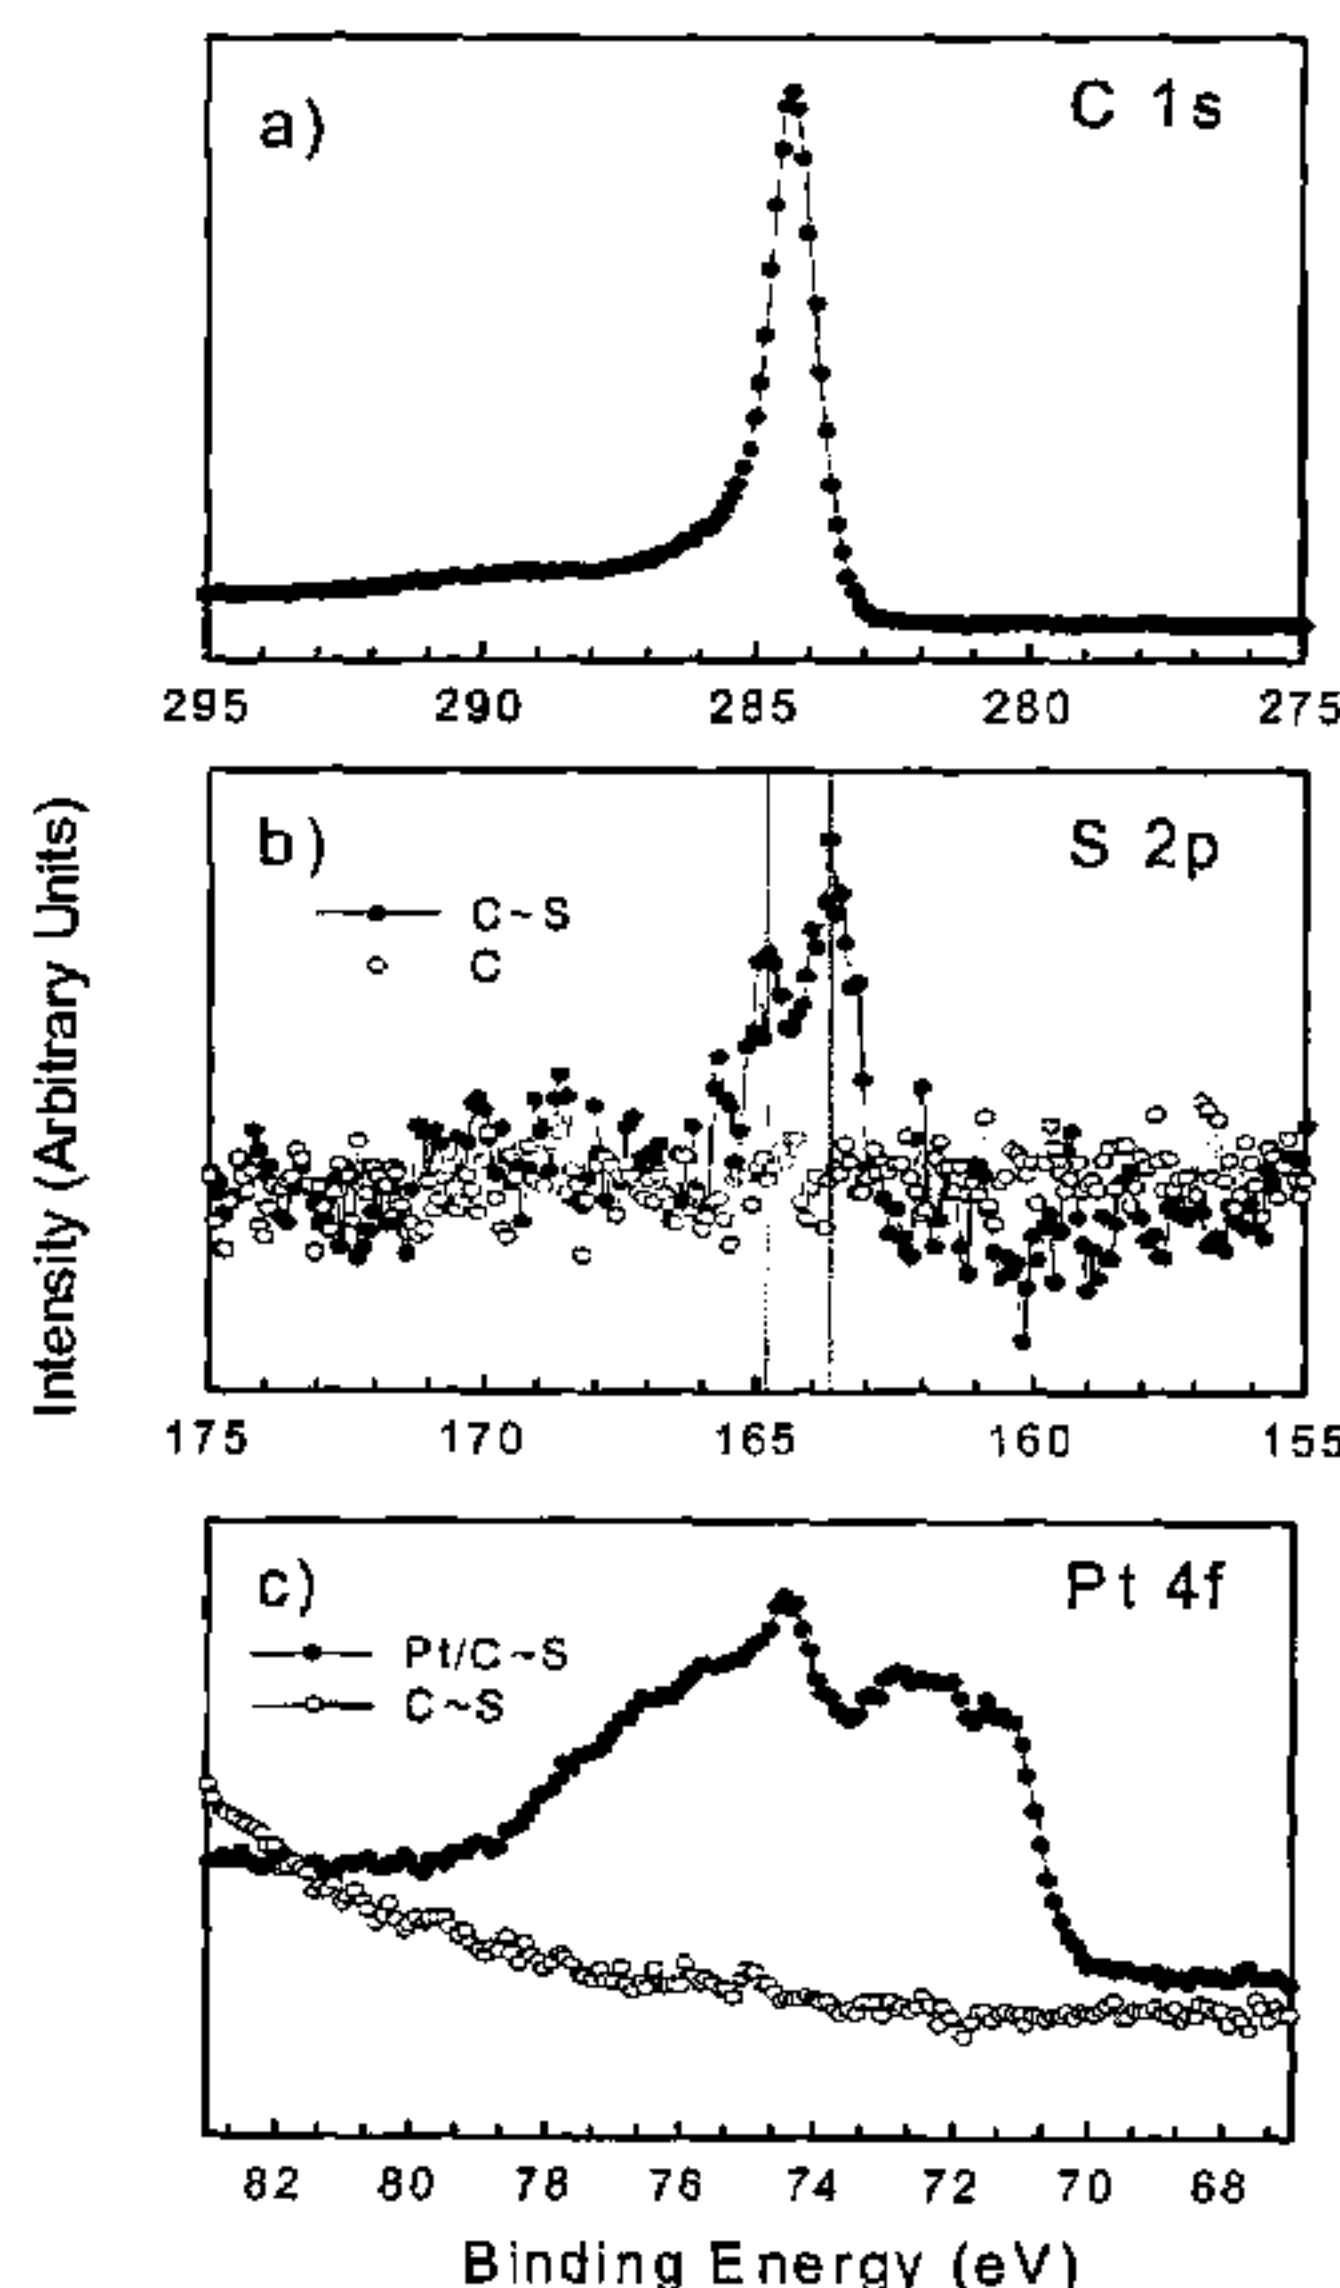 a)
C 1s
295 290 285 280 275
Intensity (Arbitrary Units)
b)
S 2p
C~S
C
175 170 165 160 155
c)
Pt 4f
Pt/C~S
C~S
82 80 78 76 74 72 70 68
Binding Energy (eV)